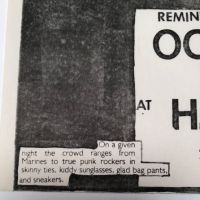 REMIN
OC
AT
H
On a given
night the crowd ranges from
Marines to true punk rockers in
skinny ties, kiddy sunglasses, glad bag pants,
and sneakers.